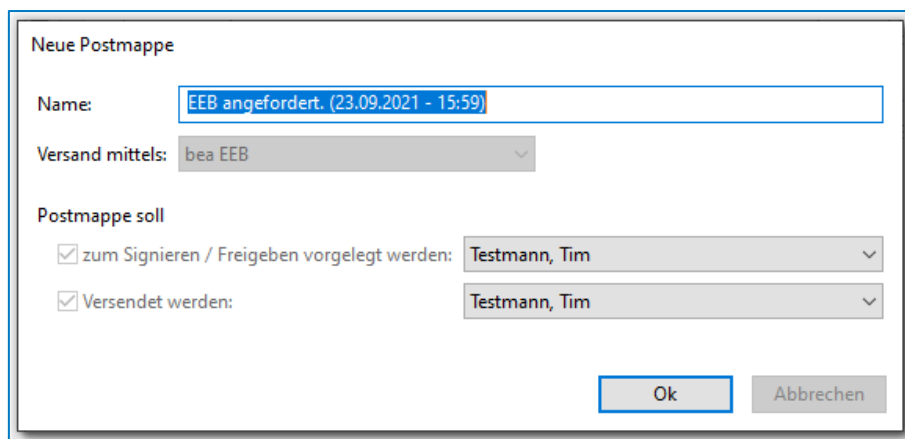 Neue Postmappe
Name: EEB angefordert. (23.09.2021 - 15:59)
Versand mittels: bea EEB
Postmappe soll
zum Signieren / Freigeben vorgelegt werden: Testmann, Tim
Versendet werden: Testmann, Tim
Ok Abbrechen